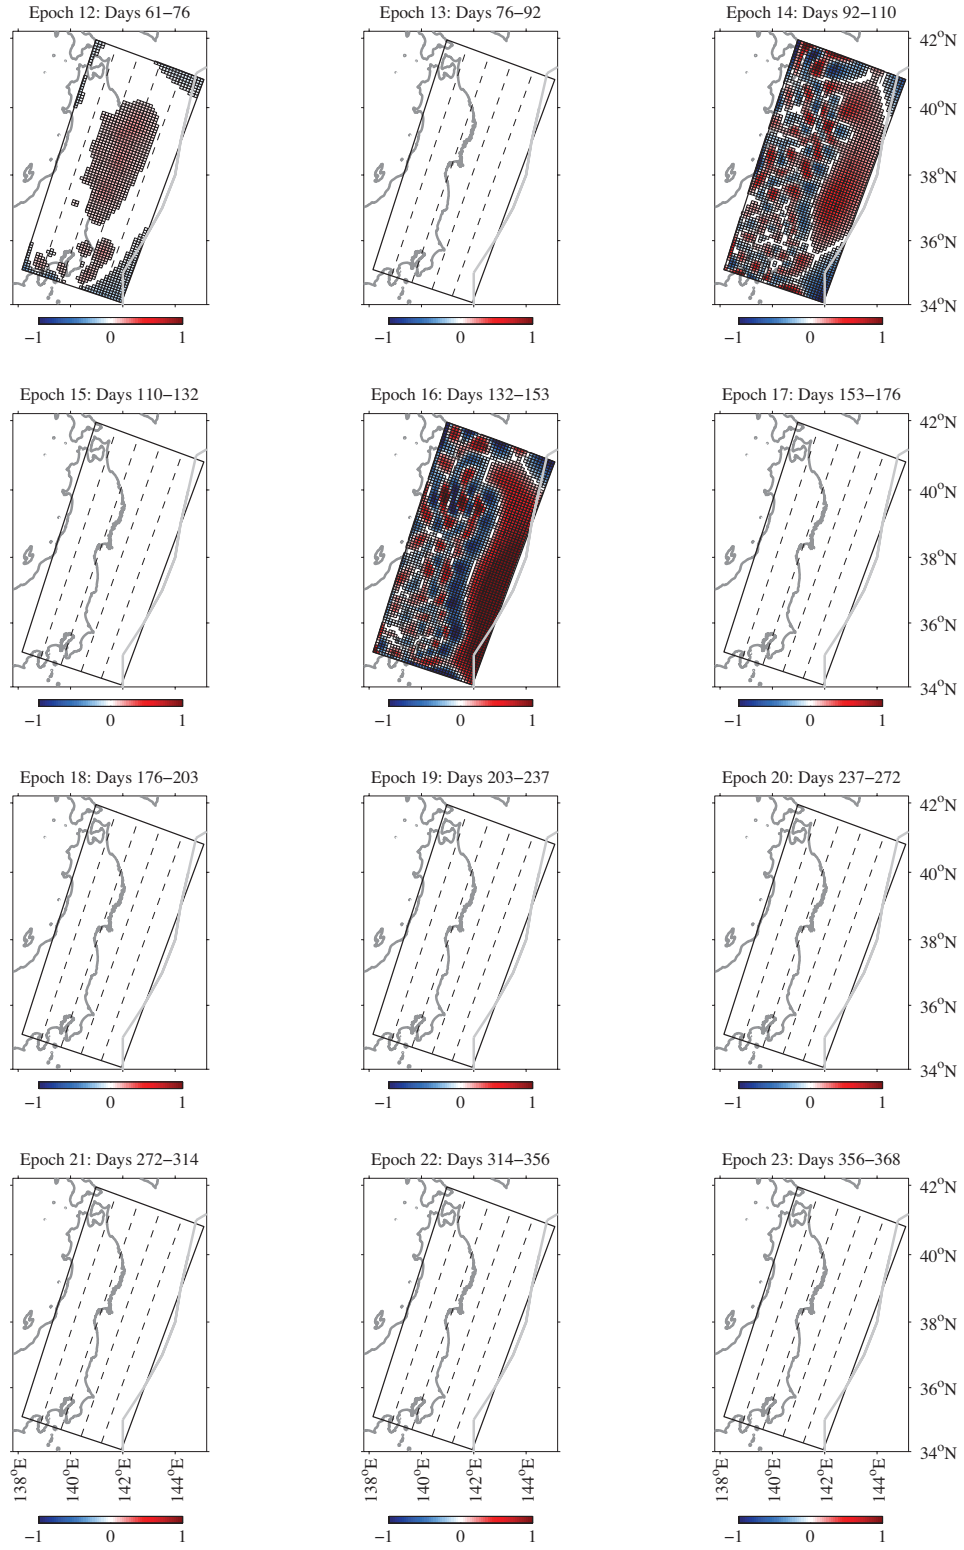 Epoch 12: Days 61−76
Epoch 13: Days 76−92
Epoch 14: Days 92−110
42°N
40°N
38°N
36°N
34°N
−1 0 1
−1 0 1
−1 0 1
Epoch 15: Days 110−132
Epoch 16: Days 132−153
Epoch 17: Days 153−176
42°N
40°N
38°N
36°N
34°N
−1 0 1
−1 0 1
−1 0 1
Epoch 18: Days 176−203
Epoch 19: Days 203−237
Epoch 20: Days 237−272
42°N
40°N
38°N
36°N
34°N
−1 0 1
−1 0 1
−1 0 1
Epoch 21: Days 272−314
Epoch 22: Days 314−356
Epoch 23: Days 356−368
42°N
40°N
38°N
36°N
34°N
138°E
140°E
142°E
144°E
138°E
140°E
142°E
144°E
138°E
140°E
142°E
144°E
−1 0 1
−1 0 1
−1 0 1